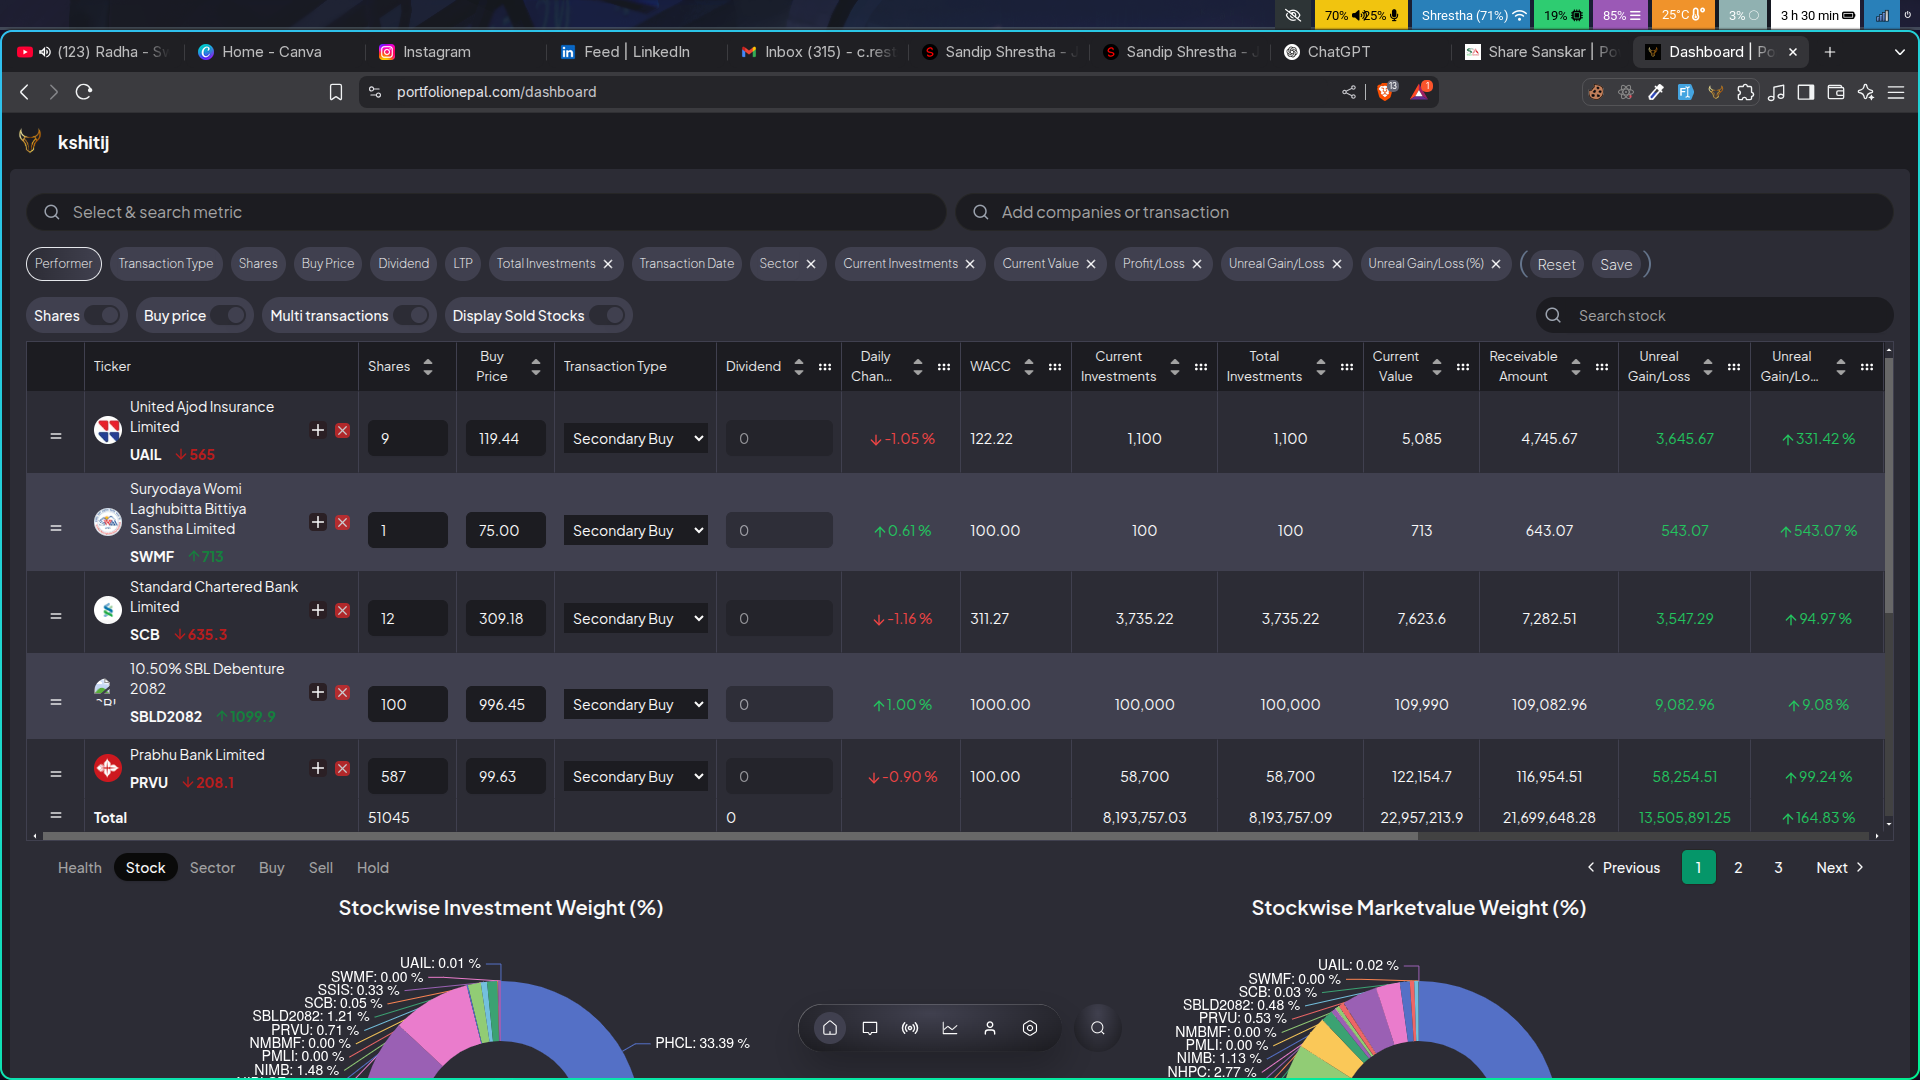 70% 25%
Shrestha (71%)
19%
85%
25°C
3%
3 h 30 min
(123) Radha - Sw
Home - Canva
Instagram
Feed | LinkedIn
Inbox (315) - c.rest
Sandip Shrestha -
Sandip Shrestha -
ChatGPT
Share Sanskar | Po
Dashboard | Po
portfolionepal.com/dashboard
13
1
kshitij
Select & search metric
Add companies or transaction
Performer
Transaction Type
Shares
Buy Price
Dividend
LTP
Total Investments
Transaction Date
Sector
Current Investments
Current Value
Profit/Loss
Unreal Gain/Loss
Unreal Gain/Loss (%)
Reset
Save
Shares
Buy price
Multi transactions
Display Sold Stocks
Search stock
Ticker
Shares
Buy
Price
Transaction Type
Dividend
Daily
Chan...
WACC
Current
Investments
Total
Investments
Current
Value
Receivable
Amount
Unreal
Gain/Loss
Unreal
Gain/Lo...
United Ajod Insurance
Limited
UAIL ↓565
9
119.44
Secondary Buy
0
↓-1.05 %
122.22
1,100
1,100
5,085
4,745.67
3,645.67
↑331.42 %
Suryodaya Womi
Laghubitta Bittiya
Sanstha Limited
SWMF ↑713
1
75.00
Secondary Buy
0
↑0.61 %
100.00
100
100
713
643.07
543.07
↑543.07 %
Standard Chartered Bank
Limited
SCB ↓635.3
12
309.18
Secondary Buy
0
↓-1.16 %
311.27
3,735.22
3,735.22
7,623.6
7,282.51
3,547.29
↑94.97 %
10.50% SBL Debenture
2082
SBLD2082 ↑1099.9
100
996.45
Secondary Buy
0
↑1.00 %
1000.00
100,000
100,000
109,990
109,082.96
9,082.96
↑9.08 %
Prabhu Bank Limited
PRVU ↓208.1
587
99.63
Secondary Buy
0
↓-0.90 %
100.00
58,700
58,700
122,154.7
116,954.51
58,254.51
↑99.24 %
Total
51045
0
8,193,757.03
8,193,757.09
22,957,213.9
21,699,648.28
13,505,891.25
↑164.83 %
Health
Stock
Sector
Buy
Sell
Hold
Previous
1
2
3
Next
Stockwise Investment Weight (%)
UAIL: 0.01 %
SWMF: 0.00 %
SSIS: 0.33 %
SCB: 0.05 %
SBLD2082: 1.21 %
PRVU: 0.71 %
NMBMF: 0.00 %
PMLI: 0.00 %
NIMB: 1.48 %
PHCL: 33.39 %
Stockwise Marketvalue Weight (%)
UAIL: 0.02 %
SWMF: 0.00 %
SCB: 0.03 %
SBLD2082: 0.48 %
PRVU: 0.53 %
NMBMF: 0.00 %
PMLI: 0.00 %
NIMB: 1.13 %
NHPC: 2.77 %